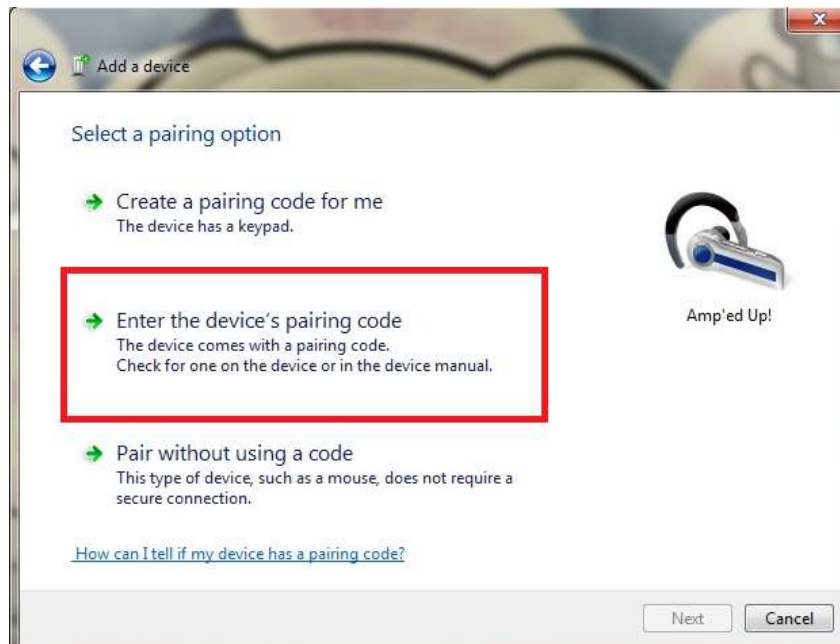 Add a device
Select a pairing option
Create a pairing code for me
The device has a keypad.
Enter the device's pairing code
The device comes with a pairing code.
Check for one on the device or in the device manual.
Amp'ed Up!
Pair without using a code
This type of device, such as a mouse, does not require a
secure connection.
How can I tell if my device has a pairing code?
Next
Cancel